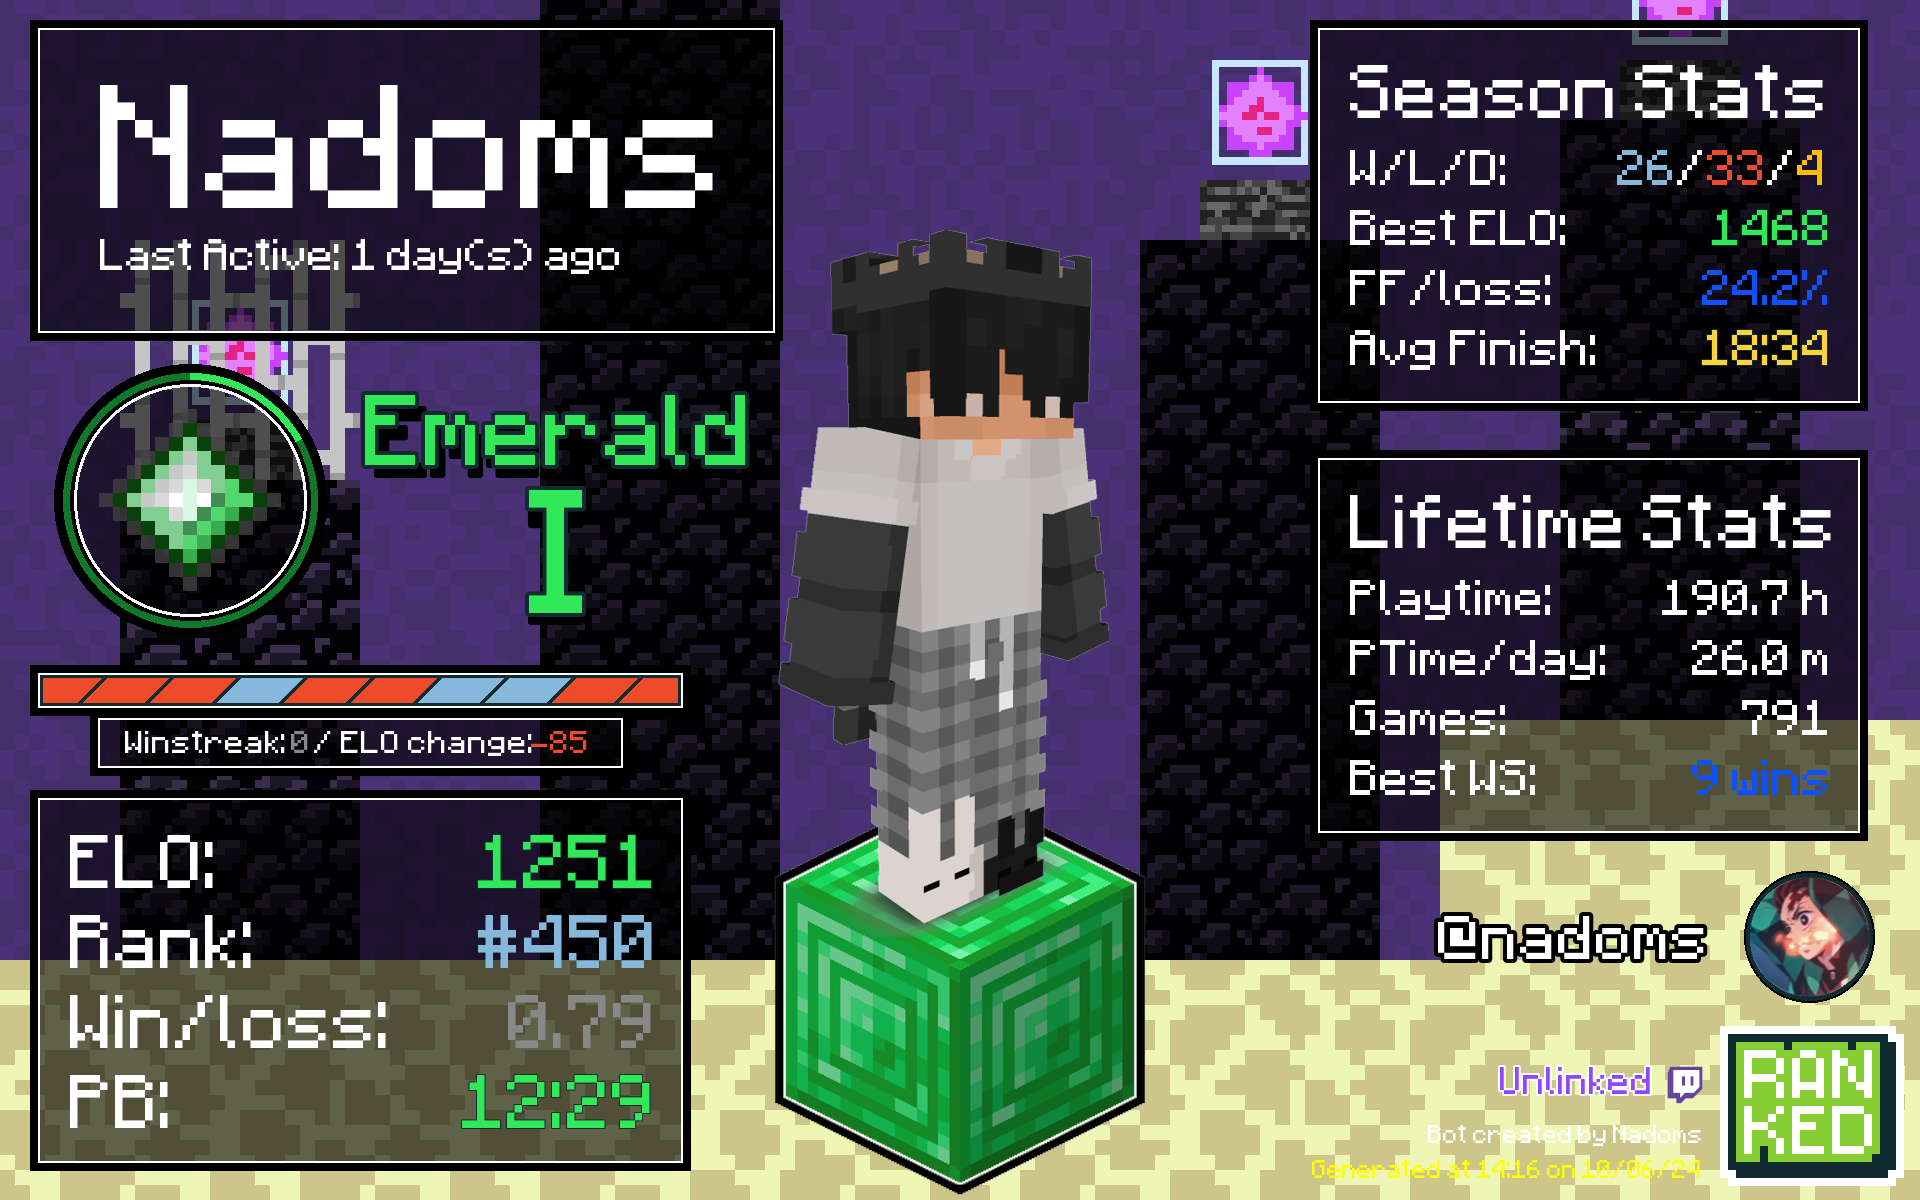 Nadoms
Last Active: 1 day(s) ago
Emerald
I
Winstreak:0 / ELO change:-85
ELO: 1251
Rank: #450
Win/loss: 0.79
PB: 12:29
Season Stats
W/L/D: 26/33/4
Best ELO: 1468
FF/loss: 24.2%
Avg Finish: 18:34
Lifetime Stats
Playtime: 190.7 h
PTime/day: 26.0 m
Games: 791
Best WS: 9 wins
@nadoms
Unlinked
Bot created by Nadoms
Generated at 14:16 on 10/06/24
RAN
KED